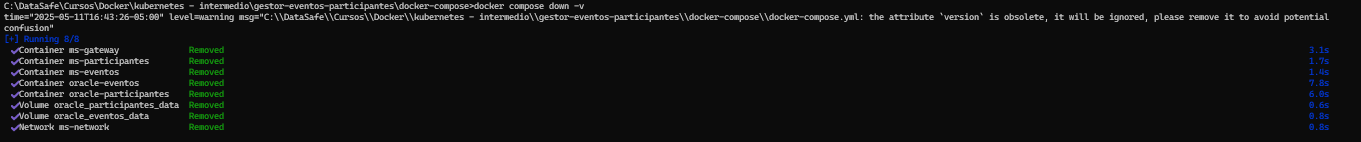 C:\DataSafe\Cursos\Docker\kubernetes - intermedio\gestor-eventos-participantes\docker-compose>docker compose down -v
time="2025-05-11T16:43:26-05:00" level=warning msg="C:\\DataSafe\\Cursos\\Docker\\kubernetes - intermedio\\gestor-eventos-participantes\\docker-compose\\docker-compose.yml: the attribute `version` is obsolete, it will be ignored, please remove it to avoid potential
confusion"
[+] Running 8/8
✔Container ms-gateway Removed 3.1s
✔Container ms-participantes Removed 1.7s
✔Container ms-eventos Removed 1.4s
✔Container oracle-eventos Removed 7.8s
✔Container oracle-participantes Removed 6.0s
✔Volume oracle_participantes_data Removed 0.6s
✔Volume oracle_eventos_data Removed 0.8s
✔Network ms-network Removed 0.8s